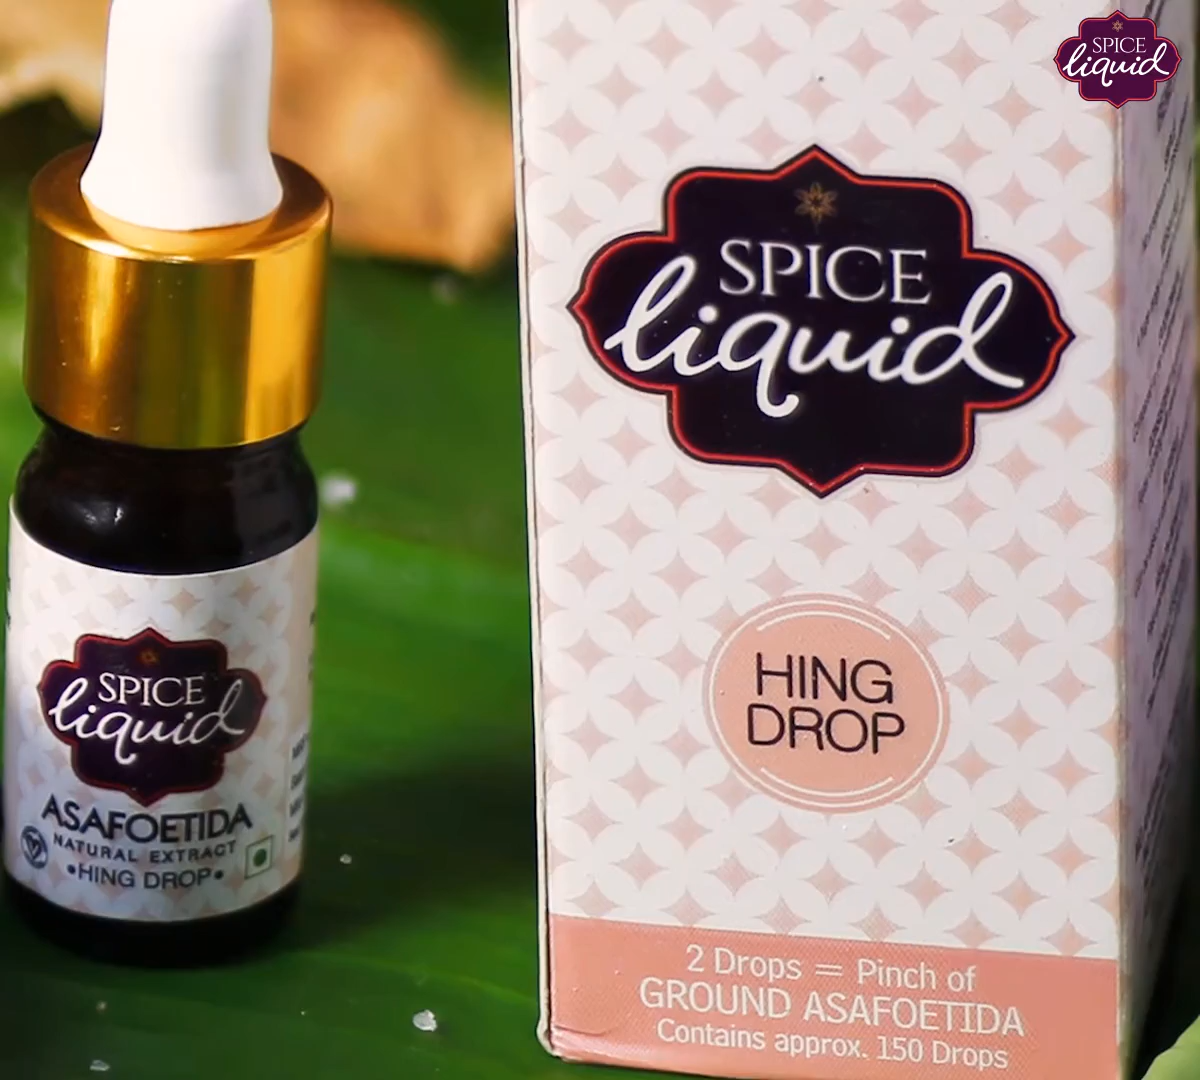 SPICE
liquid
SPICE
liquid
HING
DROP
2 Drops = Pinch of
GROUND ASAFOETIDA
Contains approx. 150 Drops
SPICE
liquid
ASAFOETIDA
NATURAL EXTRACT
•HING DROP•